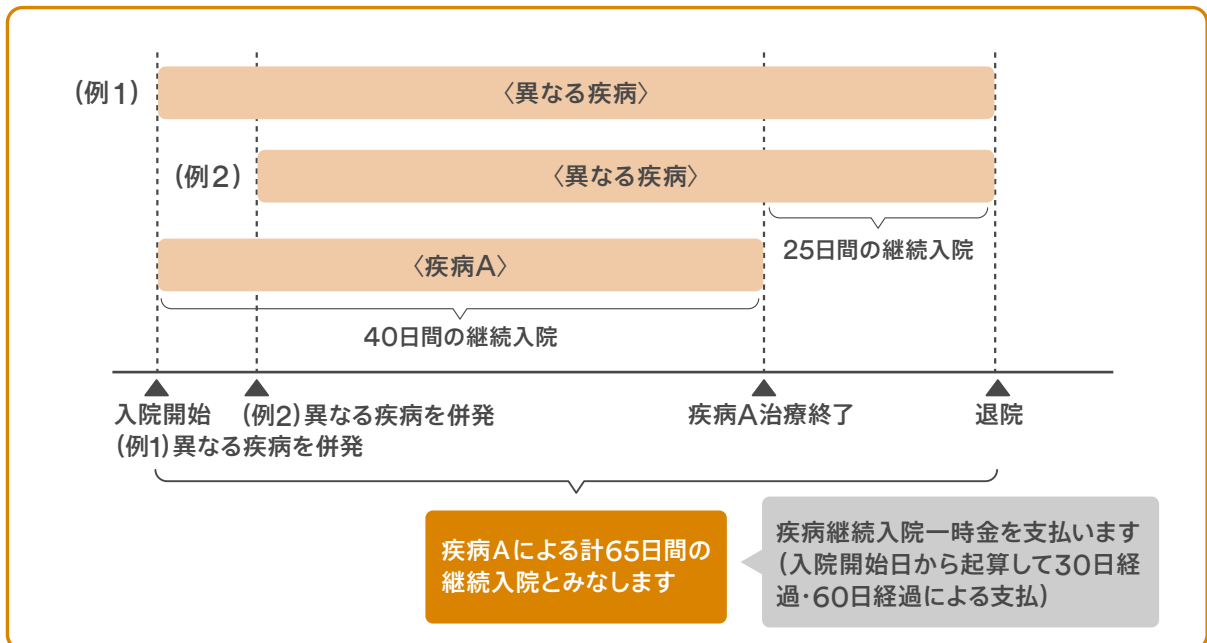 (例1)
〈異なる疾病〉
(例2)
〈異なる疾病〉
25日間の継続入院
〈疾病A〉
40日間の継続入院
入院開始
(例2)異なる疾病を併発
疾病A治療終了
退院
(例1)異なる疾病を併発
疾病Aによる計65日間の
継続入院とみなします
疾病継続入院一時金を支払います
(入院開始日から起算して30日経
過・60日経過による支払)